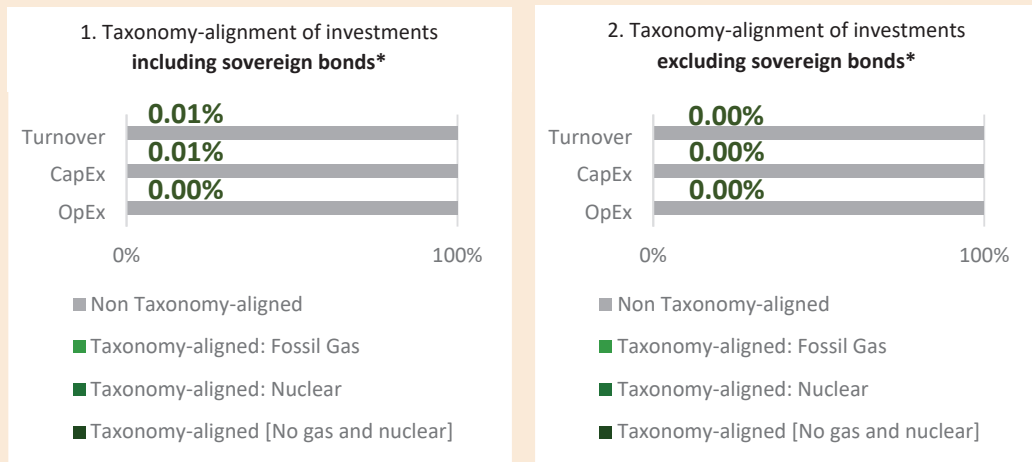 1. Taxonomy-alignment of investments
including sovereign bonds*
0.01%
Turnover
0.01%
CapEx
0.00%
OpEx
0% 100%
Non Taxonomy-aligned
Taxonomy-aligned: Fossil Gas
Taxonomy-aligned: Nuclear
Taxonomy-aligned [No gas and nuclear]
2. Taxonomy-alignment of investments
excluding sovereign bonds*
0.00%
Turnover
0.00%
CapEx
0.00%
OpEx
0% 100%
Non Taxonomy-aligned
Taxonomy-aligned: Fossil Gas
Taxonomy-aligned: Nuclear
Taxonomy-aligned [No gas and nuclear]